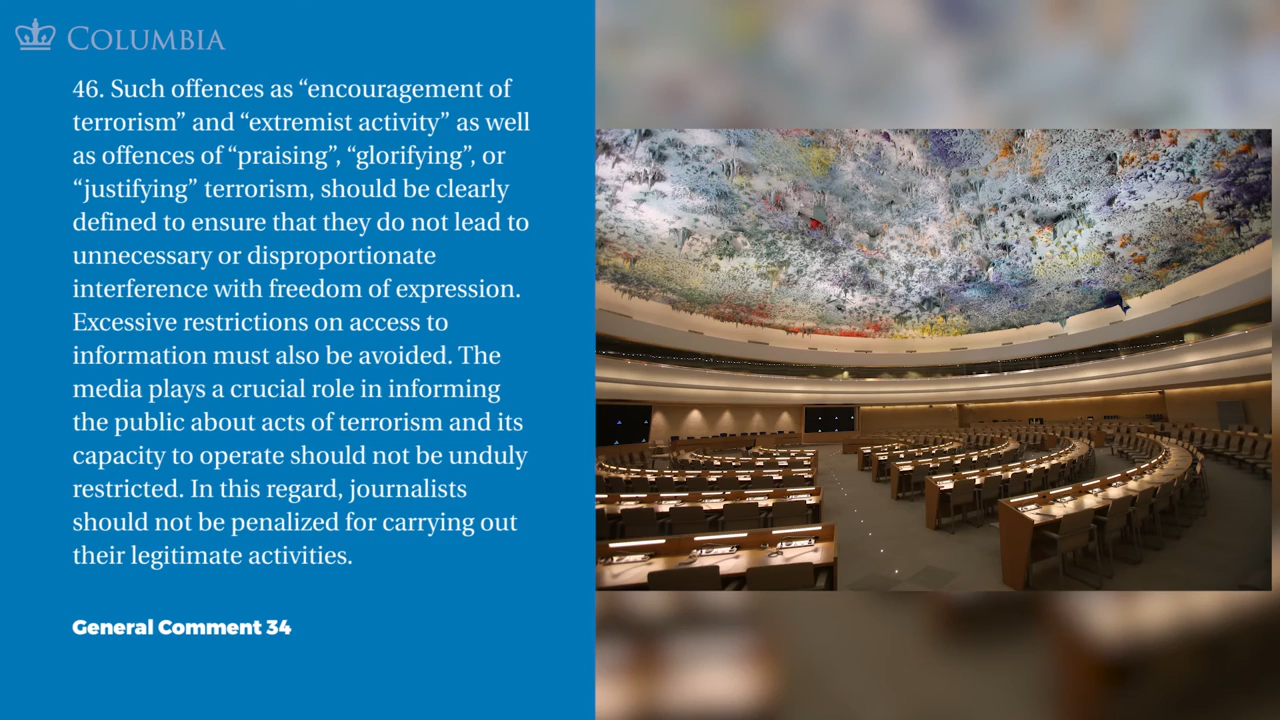 COLUMBIA
46. Such offences as “encouragement of
terrorism” and “extremist activity” as well
as offences of “praising”, “glorifying”, or
“justifying” terrorism, should be clearly
defined to ensure that they do not lead to
unnecessary or disproportionate
interference with freedom of expression.
Excessive restrictions on access to
information must also be avoided. The
media plays a crucial role in informing
the public about acts of terrorism and its
capacity to operate should not be unduly
restricted. In this regard, journalists
should not be penalized for carrying out
their legitimate activities.
General Comment 34